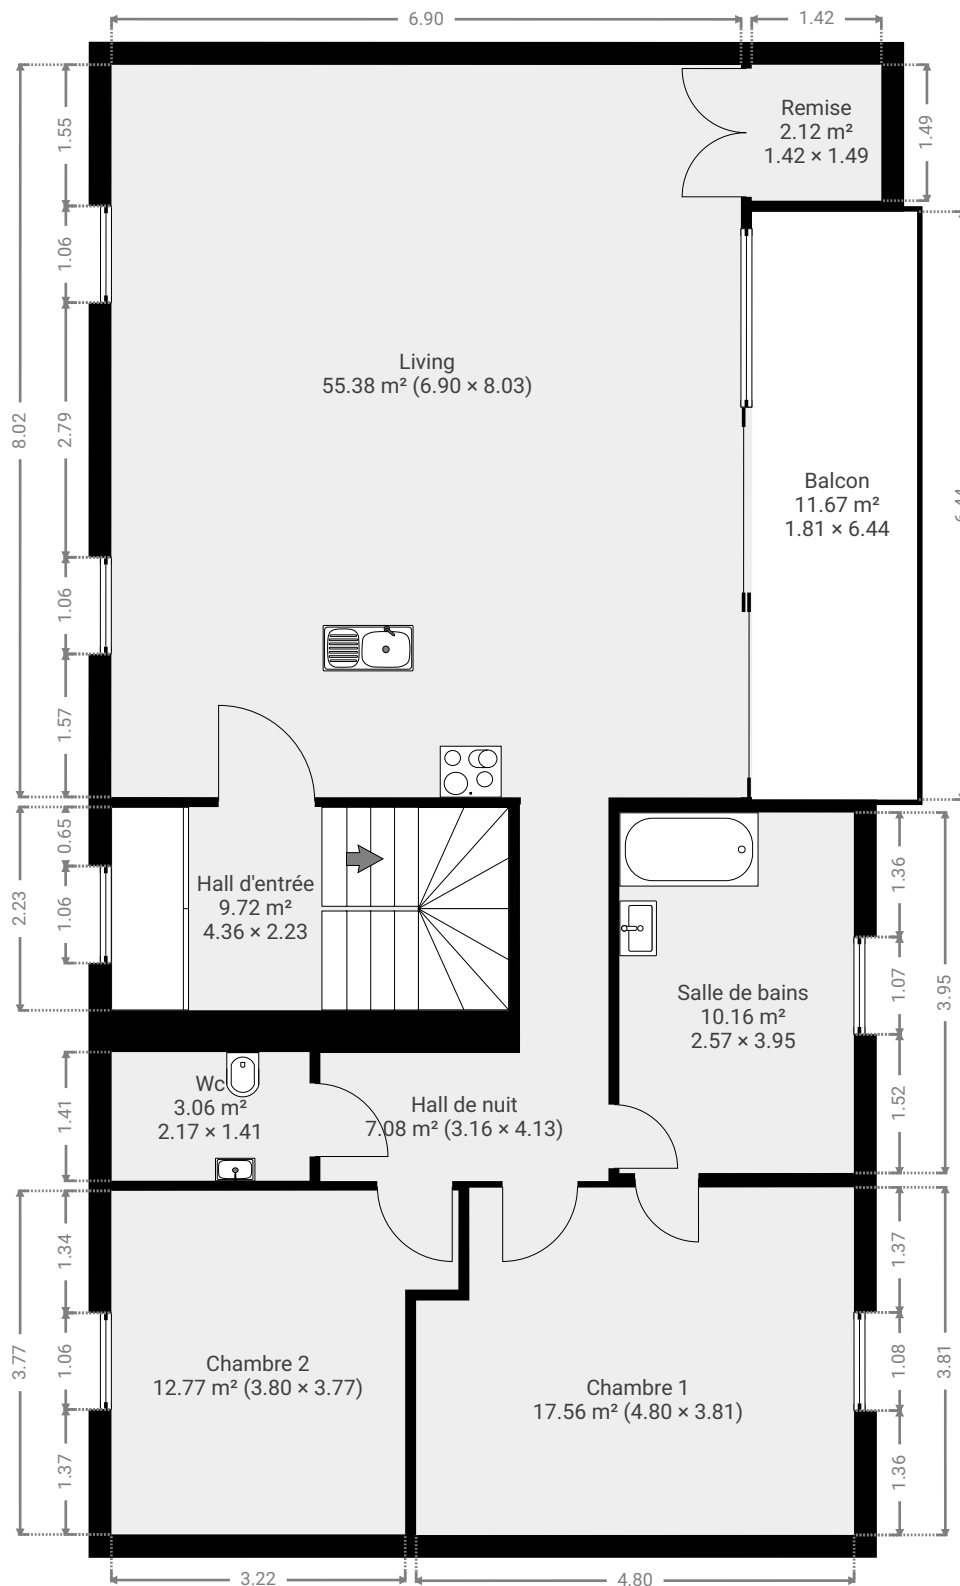 6.90
1.42
Remise
2.12 m²
1.42 × 1.49
1.55
1.49
1.06
Living
55.38 m² (6.90 × 8.03)
8.02
2.79
Balcon
11.67 m²
1.81 × 6.44
1.06
1.57
0.65
Hall d'entrée
9.72 m²
4.36 × 2.23
2.23
1.06
1.36
Salle de bains
10.16 m²
2.57 × 3.95
1.07
3.95
Wc
3.06 m²
2.17 × 1.41
1.41
Hall de nuit
7.08 m² (3.16 × 4.13)
1.52
1.34
1.37
Chambre 2
12.77 m² (3.80 × 3.77)
3.77
1.06
Chambre 1
17.56 m² (4.80 × 3.81)
1.08
3.81
1.37
1.36
3.22
4.80